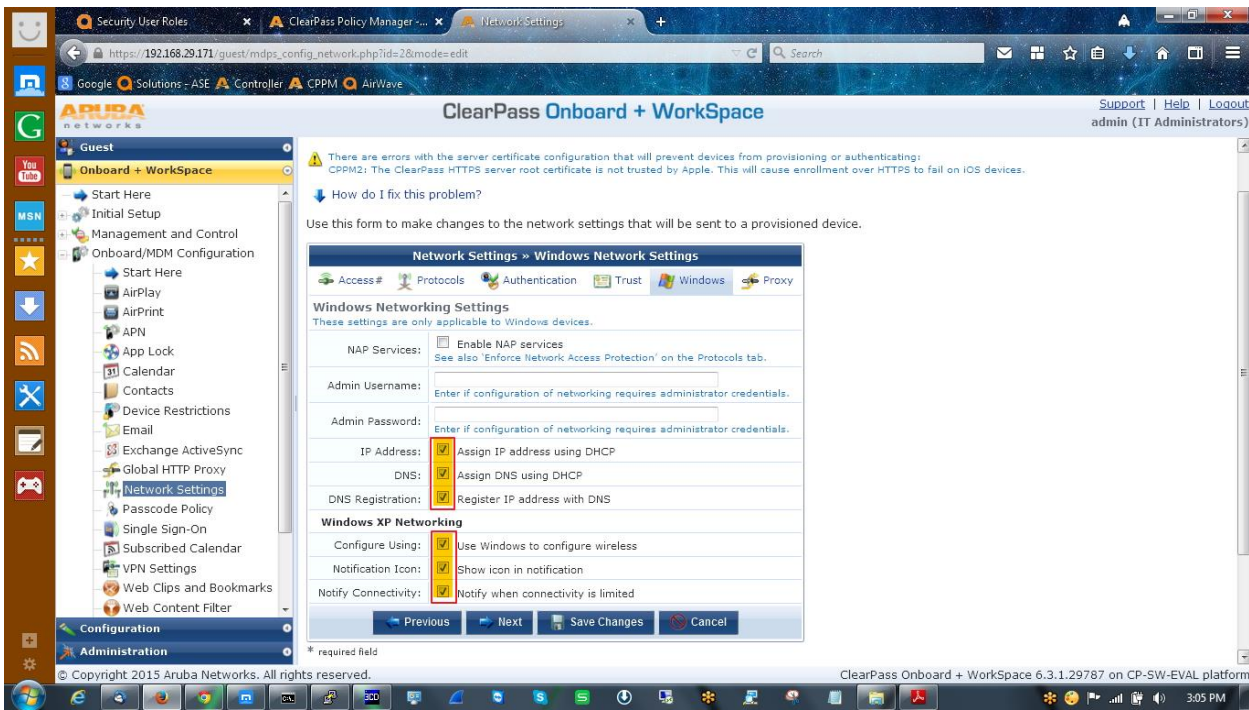 Security User Roles
ClearPass Policy Manager -...
Network Settings
https://192.168.29.171/guest/mdps_config_network.php?id=2&mode=edit
Search
Google
Solutions - ASE
Controller
CPPM
AirWave
ARUBA
networks
ClearPass Onboard + WorkSpace
Support | Help | Logout
admin (IT Administrators)
G
You
Tube
MSN
Guest
Onboard + WorkSpace
Start Here
Initial Setup
Management and Control
Onboard/MDM Configuration
Start Here
AirPlay
AirPrint
APN
App Lock
Calendar
Contacts
Device Restrictions
Email
Exchange ActiveSync
Global HTTP Proxy
Network Settings
Passcode Policy
Single Sign-On
Subscribed Calendar
VPN Settings
Web Clips and Bookmarks
Web Content Filter
Configuration
Administration
There are errors with the server certificate configuration that will prevent devices from provisioning or authenticating:
CPPM2: The ClearPass HTTPS server root certificate is not trusted by Apple. This will cause enrollment over HTTPS to fail on iOS devices.
How do I fix this problem?
Use this form to make changes to the network settings that will be sent to a provisioned device.
Network Settings » Windows Network Settings
Access#
Protocols
Authentication
Trust
Windows
Proxy
Windows Networking Settings
These settings are only applicable to Windows devices.
NAP Services: Enable NAP services
See also 'Enforce Network Access Protection' on the Protocols tab.
Admin Username:
Enter if configuration of networking requires administrator credentials.
Admin Password:
Enter if configuration of networking requires administrator credentials.
IP Address: Assign IP address using DHCP
DNS: Assign DNS using DHCP
DNS Registration: Register IP address with DNS
Windows XP Networking
Configure Using: Use Windows to configure wireless
Notification Icon: Show icon in notification
Notify Connectivity: Notify when connectivity is limited
Previous
Next
Save Changes
Cancel
* required field
© Copyright 2015 Aruba Networks. All rights reserved.
ClearPass Onboard + WorkSpace 6.3.1.29787 on CP-SW-EVAL platform
3:05 PM